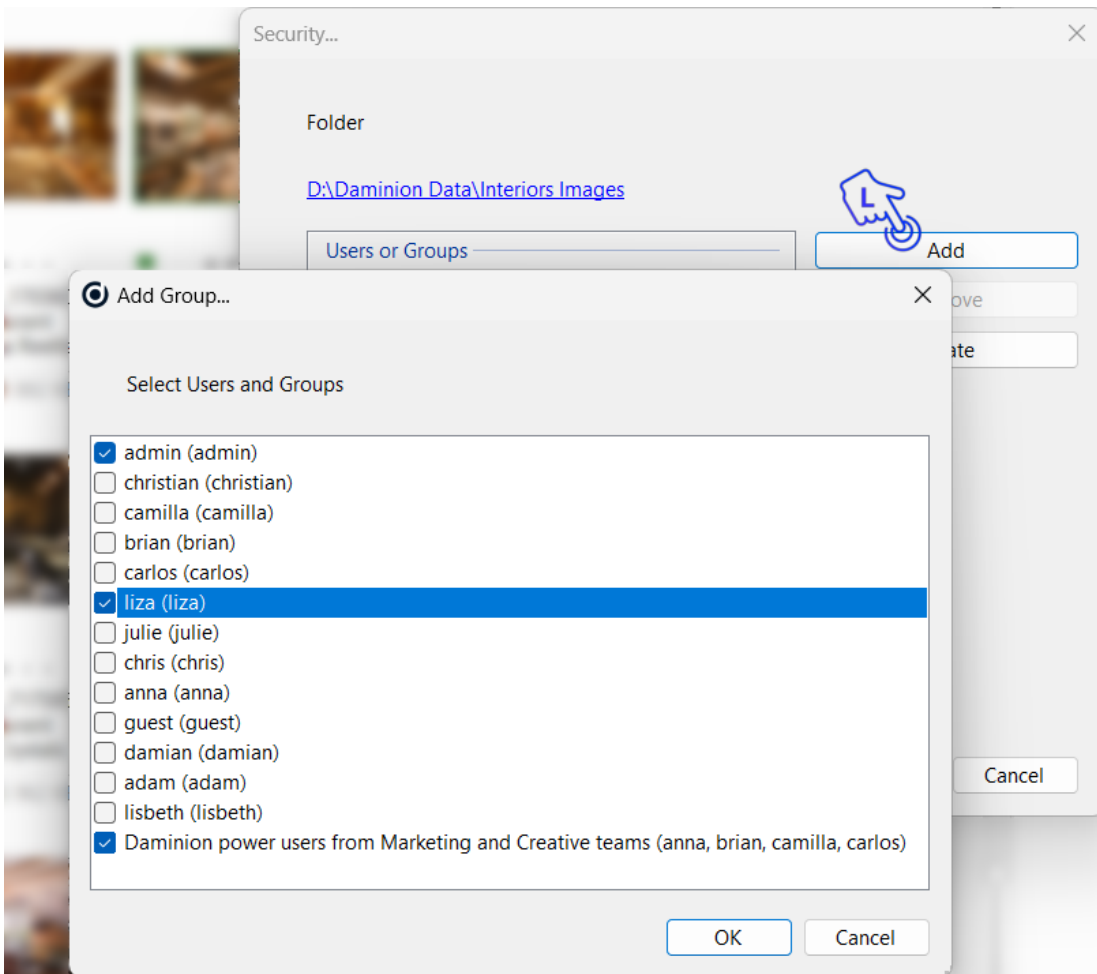 Security...
Folder
D:\Daminion Data\Interiors Images
L
Users or Groups
Add
Add Group...
Select Users and Groups
admin (admin)
christian (christian)
camilla (camilla)
brian (brian)
carlos (carlos)
liza (liza)
julie (julie)
chris (chris)
anna (anna)
guest (guest)
damian (damian)
adam (adam)
lisbeth (lisbeth)
Daminion power users from Marketing and Creative teams (anna, brian, camilla, carlos)
OK
Cancel
Cancel